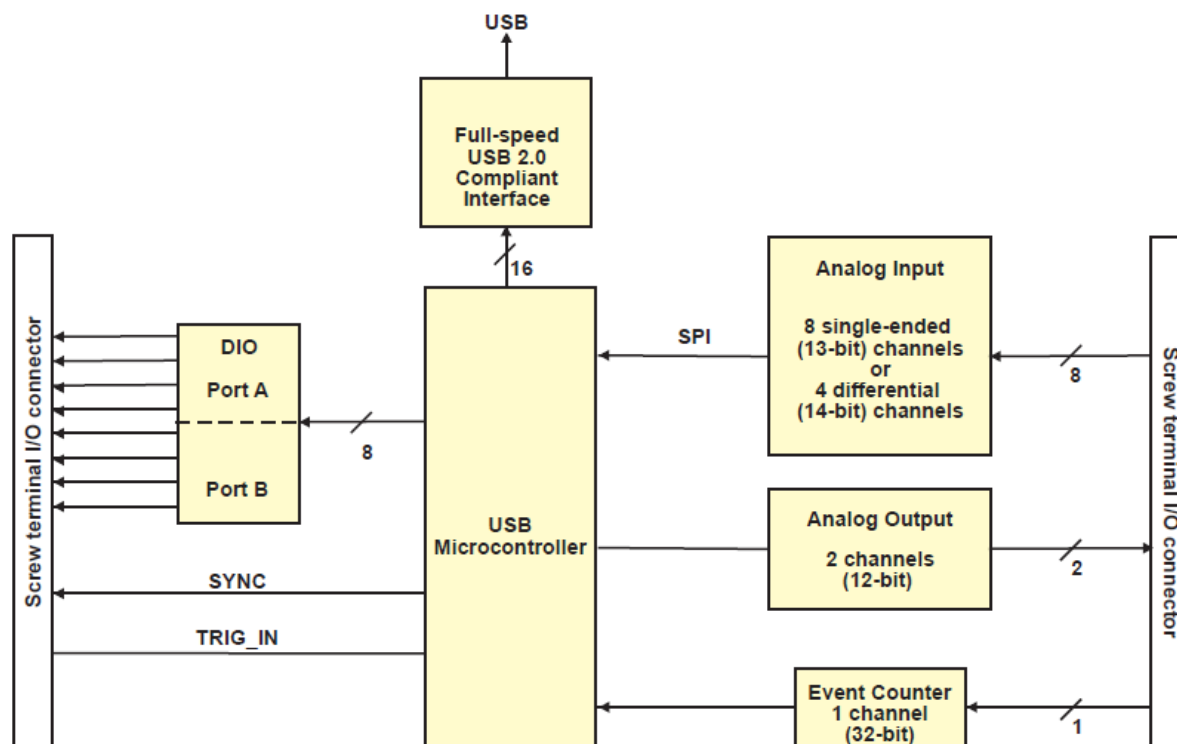 USB
Full-speed
USB 2.0
Compliant
Interface
16
Screw terminal I/O connector
DIO
Port A
Port B
8
SYNC
TRIG_IN
USB
Microcontroller
SPI
Analog Input
8 single-ended
(13-bit) channels
or
4 differential
(14-bit) channels
8
Analog Output
2 channels
(12-bit)
2
Event Counter
1 channel
(32-bit)
1
Screw terminal I/O connector